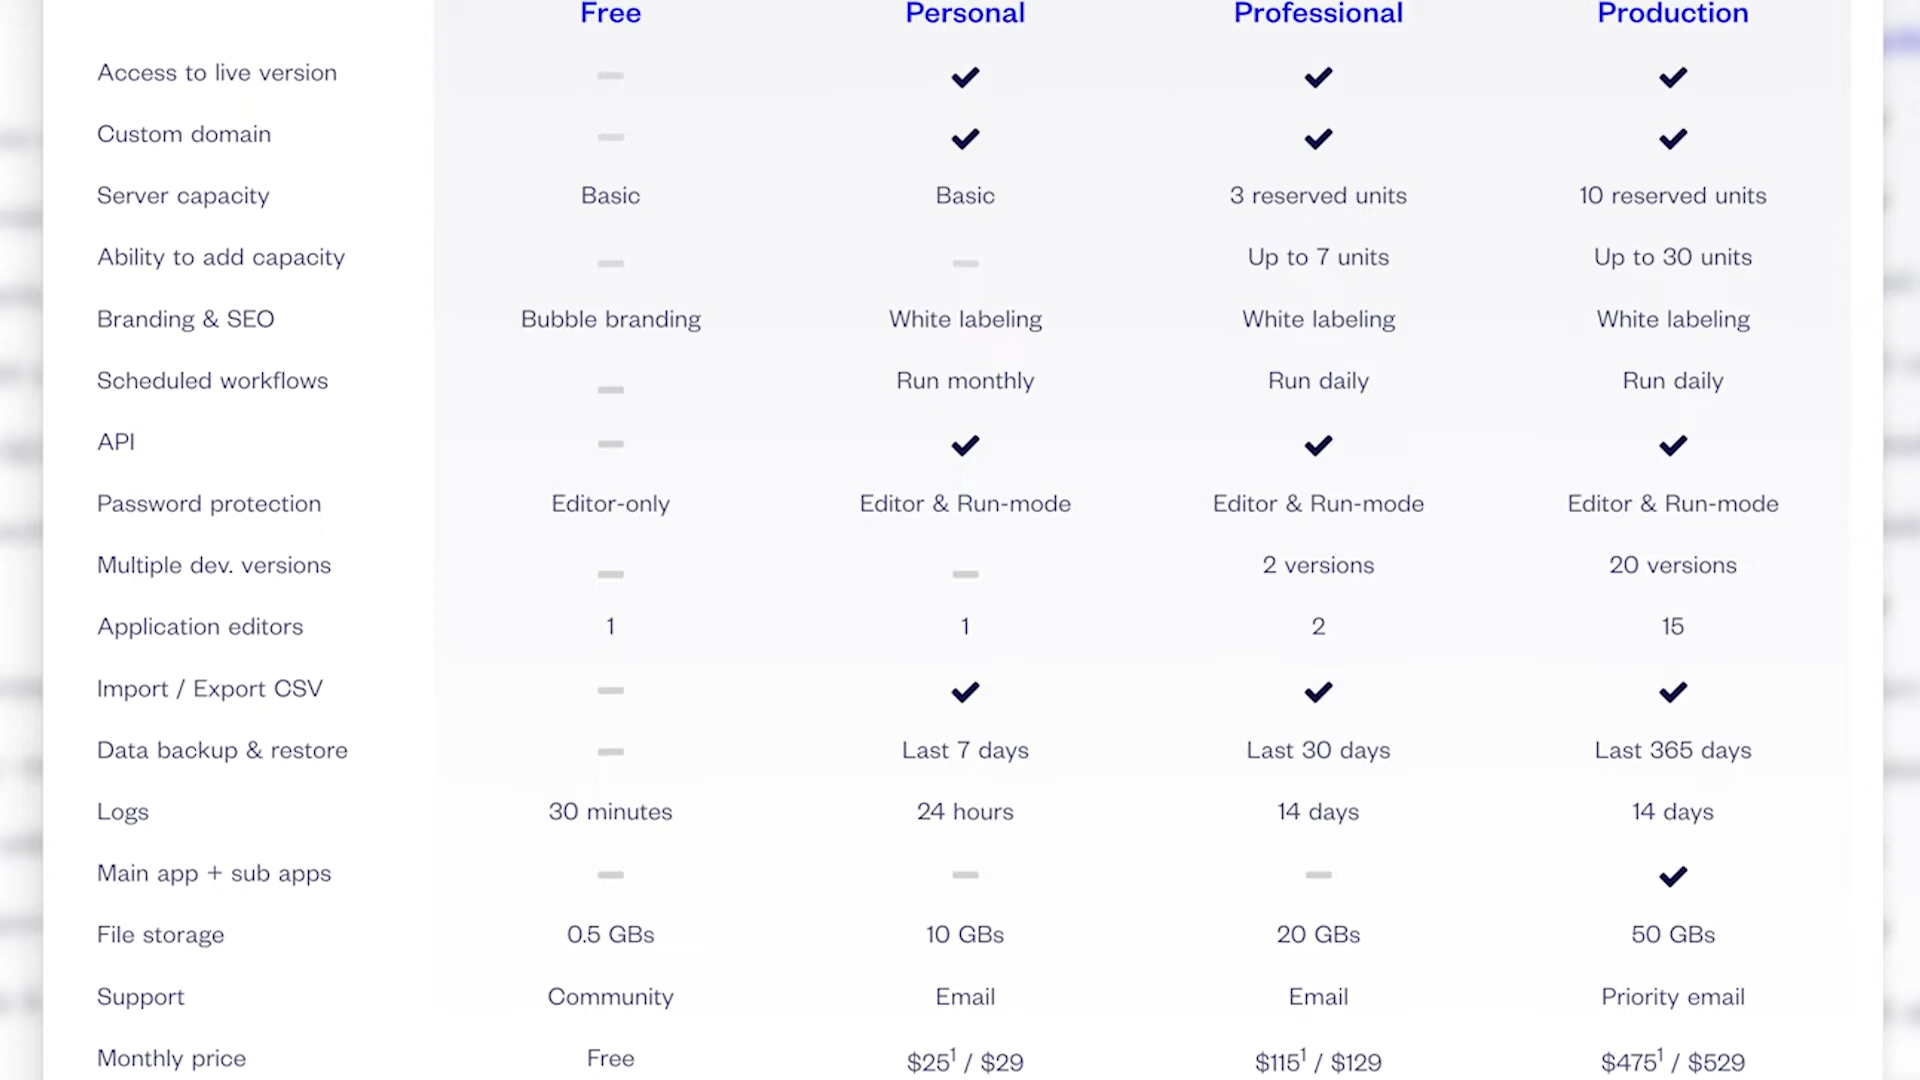 Free Personal Professional Production
Access to live version
Custom domain
Server capacity Basic Basic 3 reserved units 10 reserved units
Ability to add capacity Up to 7 units Up to 30 units
Branding & SEO Bubble branding White labeling White labeling White labeling
Scheduled workflows Run monthly Run daily Run daily
API
Password protection Editor-only Editor & Run-mode Editor & Run-mode Editor & Run-mode
Multiple dev. versions 2 versions 20 versions
Application editors 1 1 2 15
Import / Export CSV
Data backup & restore Last 7 days Last 30 days Last 365 days
Logs 30 minutes 24 hours 14 days 14 days
Main app + sub apps
File storage 0.5 GBs 10 GBs 20 GBs 50 GBs
Support Community Email Email Priority email
Monthly price Free $25¹ / $29 $115¹ / $129 $475¹ / $529